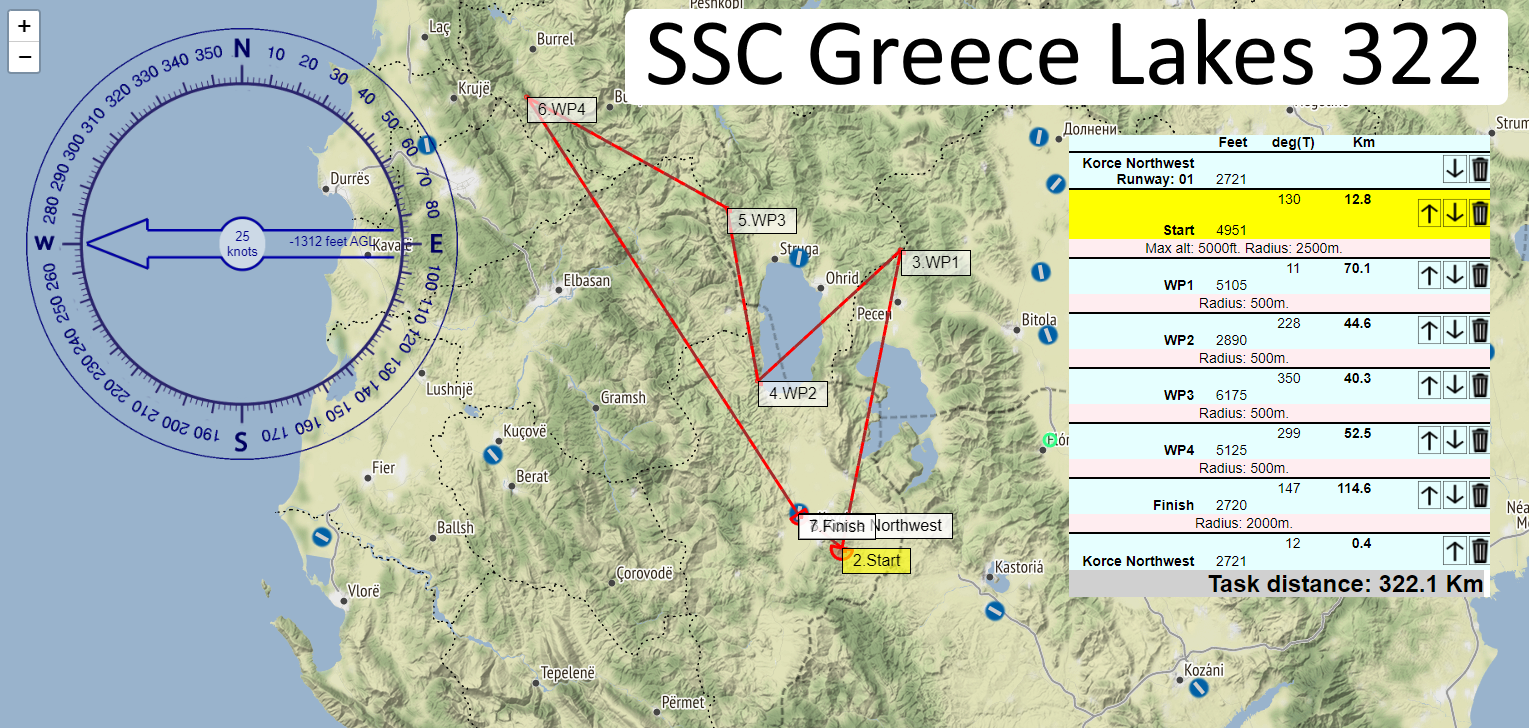 Peshkopi
SSC Greece Lakes 322
+
−
Laç
Burrel
Krujë
Durrës
Kavajë
Elbasan
Lushnjë
Gramsh
Kuçovë
Fier
Berat
Ballsh
Vlorë
Çorovodë
Tepelenë
Përmet
Struga
Ohrid
Ресен
Bitola
Долнени
Kastoriá
Kozáni
N
10
20
30
40
50
60
70
80
E
100
110
120
130
140
150
160
170
S
190
200
210
220
230
240
250
260
W
280
290
300
310
320
330
340
350
25
knots
-1312 feet AGL
6.WP4
5.WP3
3.WP1
4.WP2
7.Finish Northwest
2.Start
Feet deg(T) Km
Korce Northwest
Runway: 01 2721
130 12.8
Start 4951
Max alt: 5000ft. Radius: 2500m.
11 70.1
WP1 5105
Radius: 500m.
228 44.6
WP2 2890
Radius: 500m.
350 40.3
WP3 6175
Radius: 500m.
299 52.5
WP4 5125
Radius: 500m.
147 114.6
Finish 2720
Radius: 2000m.
12 0.4
Korce Northwest 2721
Task distance: 322.1 Km